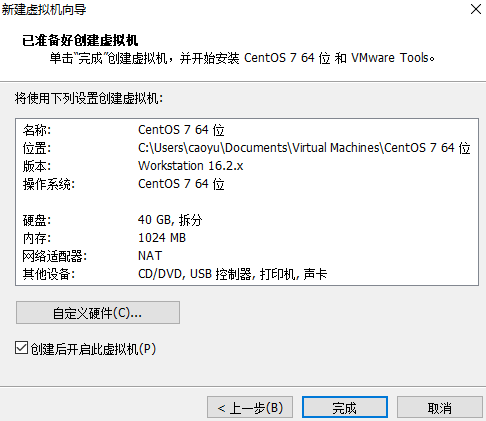 新建虚拟机向导
已准备好创建虚拟机
单击“完成”创建虚拟机，并开始安装 CentOS 7 64 位 和 VMware Tools。
将使用下列设置创建虚拟机:
名称: CentOS 7 64 位
位置: C:\Users\caoyu\Documents\Virtual Machines\CentOS 7 64 位
版本: Workstation 16.2.x
操作系统: CentOS 7 64 位
硬盘: 40 GB, 拆分
内存: 1024 MB
网络适配器: NAT
其他设备: CD/DVD, USB 控制器, 打印机, 声卡
自定义硬件(C)...
创建后开启此虚拟机(P)
< 上一步(B) 完成 取消